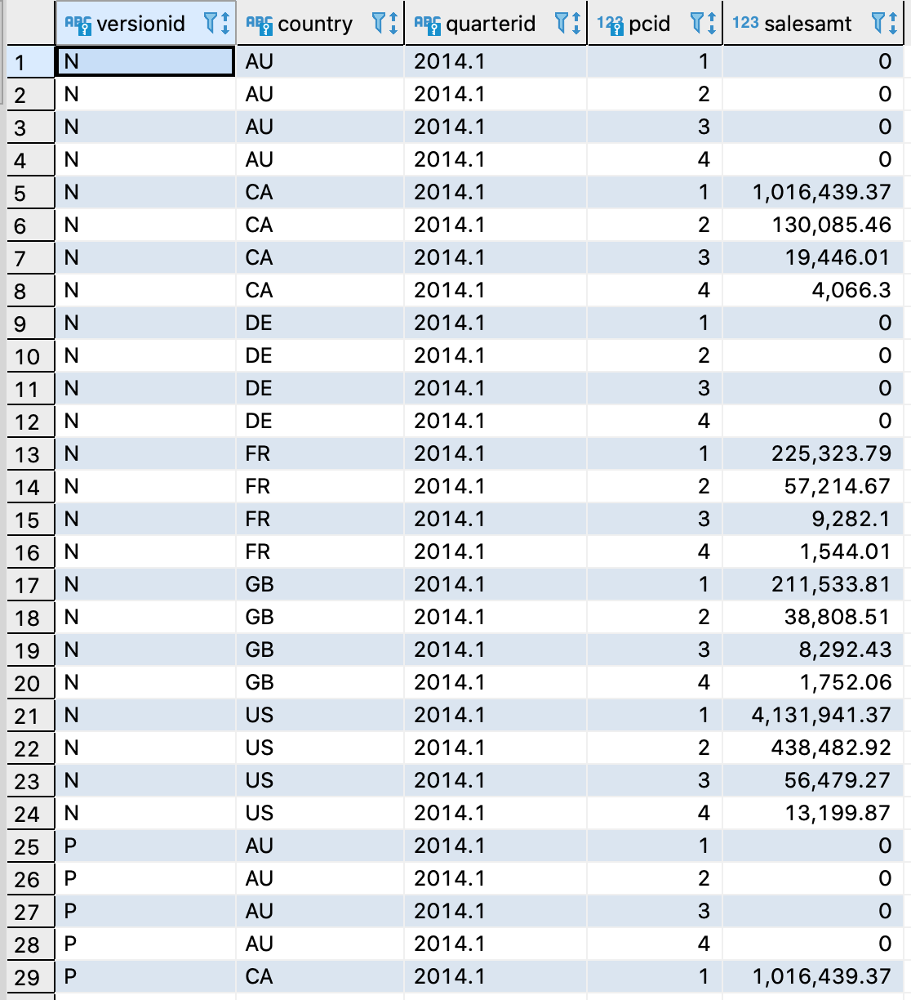 ABC versionid ABC country ABC quarterid 123 pcid 123 salesamt
1 N AU 2014.1 1 0
2 N AU 2014.1 2 0
3 N AU 2014.1 3 0
4 N AU 2014.1 4 0
5 N CA 2014.1 1 1,016,439.37
6 N CA 2014.1 2 130,085.46
7 N CA 2014.1 3 19,446.01
8 N CA 2014.1 4 4,066.3
9 N DE 2014.1 1 0
10 N DE 2014.1 2 0
11 N DE 2014.1 3 0
12 N DE 2014.1 4 0
13 N FR 2014.1 1 225,323.79
14 N FR 2014.1 2 57,214.67
15 N FR 2014.1 3 9,282.1
16 N FR 2014.1 4 1,544.01
17 N GB 2014.1 1 211,533.81
18 N GB 2014.1 2 38,808.51
19 N GB 2014.1 3 8,292.43
20 N GB 2014.1 4 1,752.06
21 N US 2014.1 1 4,131,941.37
22 N US 2014.1 2 438,482.92
23 N US 2014.1 3 56,479.27
24 N US 2014.1 4 13,199.87
25 P AU 2014.1 1 0
26 P AU 2014.1 2 0
27 P AU 2014.1 3 0
28 P AU 2014.1 4 0
29 P CA 2014.1 1 1,016,439.37